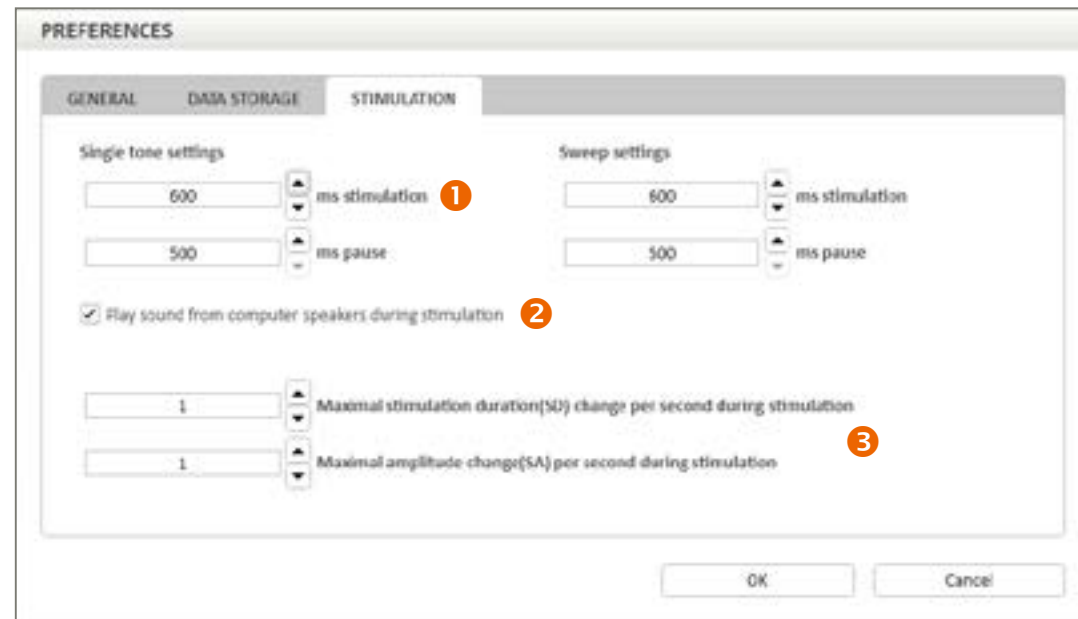 PREFERENCES
GENERAL DATA STORAGE STIMULATION
Single tone settings Sweep settings
600 ms stimulation 1 600 ms stimulation
500 ms pause 500 ms pause
Play sound from computer speakers during stimulation 2
1 Maximal stimulation duration(SD) change per second during stimulation
3
1 Maximal amplitude change(SA) per second during stimulation
OK Cancel